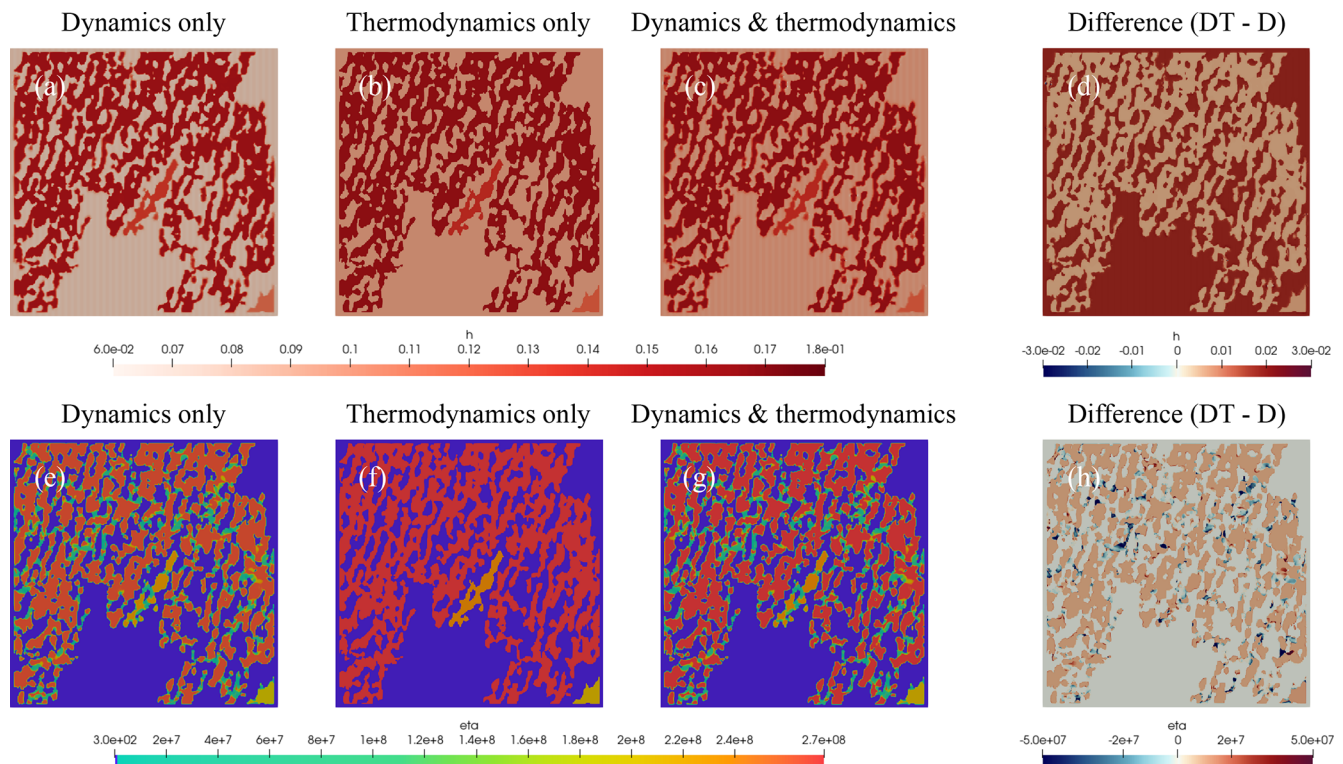 Dynamics only Thermodynamics only Dynamics & thermodynamics Difference (DT - D)
(a) (b) (c) (d)
h h
6.0e-02 0.07 0.08 0.09 0.1 0.11 0.12 0.13 0.14 0.15 0.16 0.17 1.8e-01 -3.0e-02 -0.01 0 0.01 0.02 3.0e-02
Dynamics only Thermodynamics only Dynamics & thermodynamics Difference (DT - D)
(e) (f) (g) (h)
eta eta
3.0e+02 2e+7 4e+7 6e+7 8e+7 1e+8 1.2e+8 1.4e+8 1.6e+8 1.8e+8 2e+8 2.2e+8 2.4e+8 2.7e+08 -5.0e+07 -2e+7 0 2e+7 5.0e+07